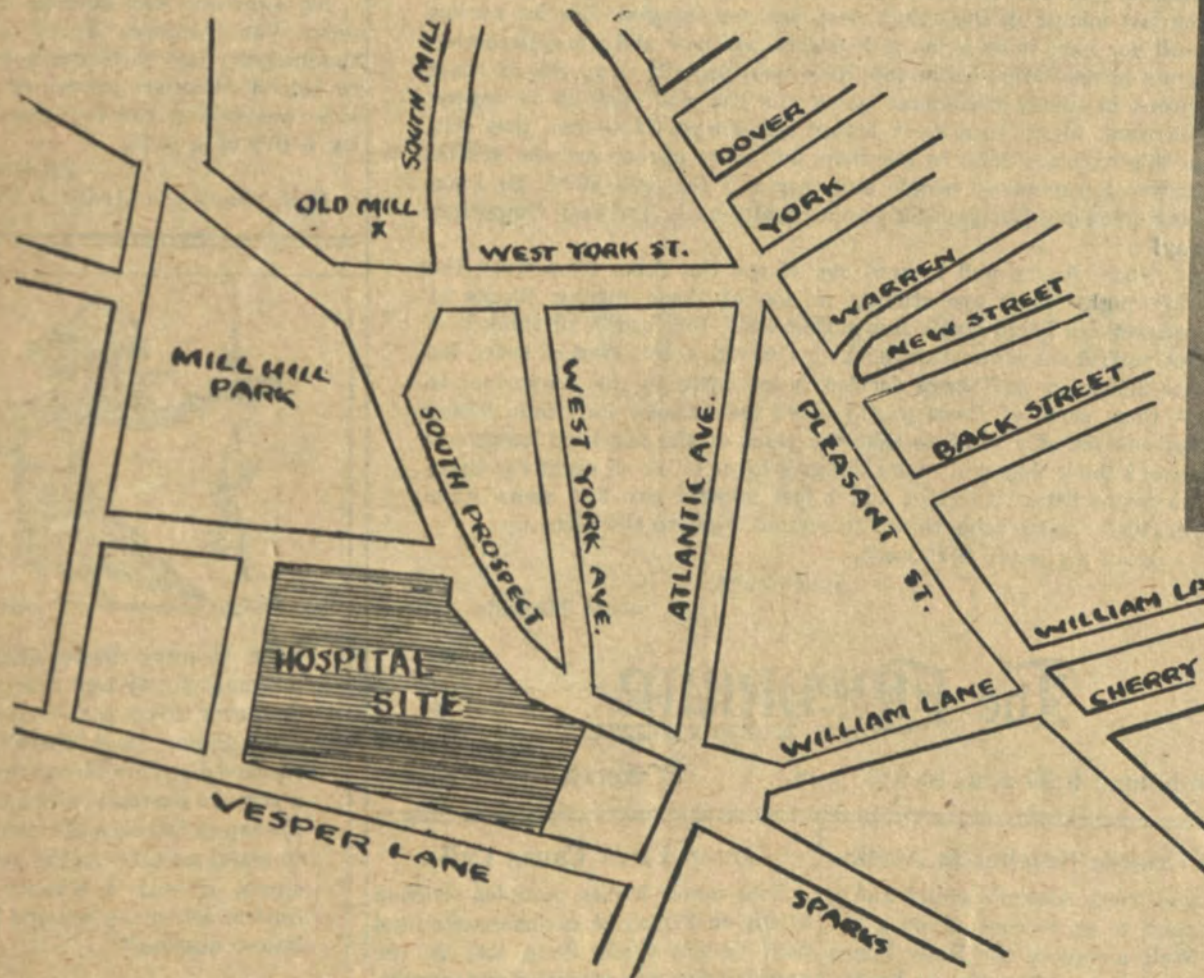 SOUTH MILL
DOVER
OLD MILL
X
YORK
WEST YORK ST.
WARREN
NEW STREET
MILL HILL
PARK
BACK STREET
SOUTH PROSPECT
WEST YORK AVE.
ATLANTIC AVE.
PLEASANT ST.
WILLIAM
HOSPITAL
SITE
CHERRY
WILLIAM LANE
VESPER LANE
SPARKS